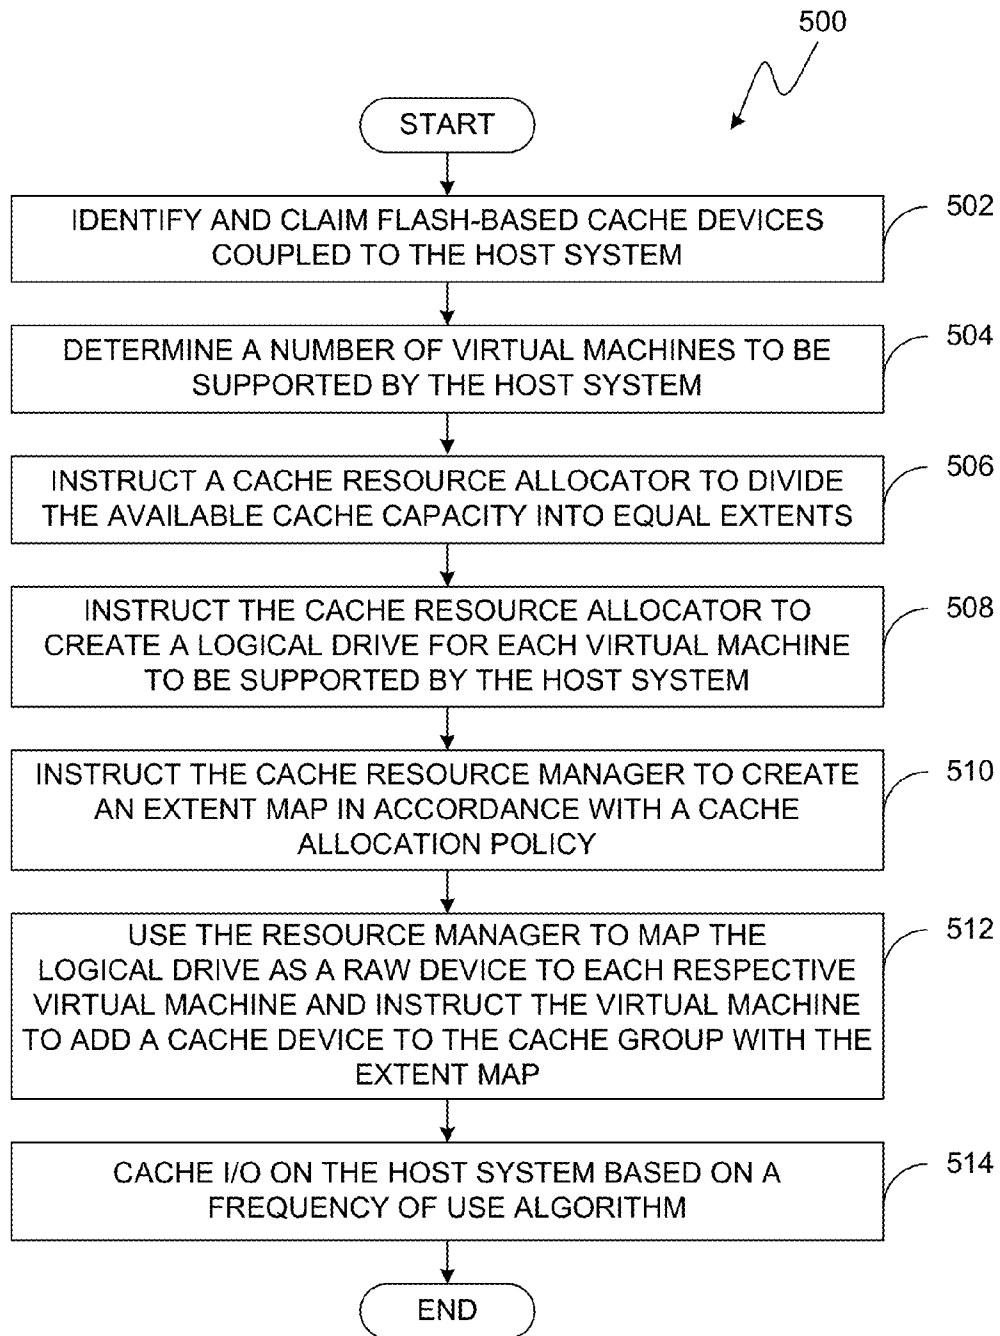 500
START
IDENTIFY AND CLAIM FLASH-BASED CACHE DEVICES
COUPLED TO THE HOST SYSTEM
502
DETERMINE A NUMBER OF VIRTUAL MACHINES TO BE
SUPPORTED BY THE HOST SYSTEM
504
INSTRUCT A CACHE RESOURCE ALLOCATOR TO DIVIDE
THE AVAILABLE CACHE CAPACITY INTO EQUAL EXTENTS
506
INSTRUCT THE CACHE RESOURCE ALLOCATOR TO
CREATE A LOGICAL DRIVE FOR EACH VIRTUAL MACHINE
TO BE SUPPORTED BY THE HOST SYSTEM
508
INSTRUCT THE CACHE RESOURCE MANAGER TO CREATE
AN EXTENT MAP IN ACCORDANCE WITH A CACHE
ALLOCATION POLICY
510
USE THE RESOURCE MANAGER TO MAP THE
LOGICAL DRIVE AS A RAW DEVICE TO EACH RESPECTIVE
VIRTUAL MACHINE AND INSTRUCT THE VIRTUAL MACHINE
TO ADD A CACHE DEVICE TO THE CACHE GROUP WITH THE
EXTENT MAP
512
CACHE I/O ON THE HOST SYSTEM BASED ON A
FREQUENCY OF USE ALGORITHM
514
END